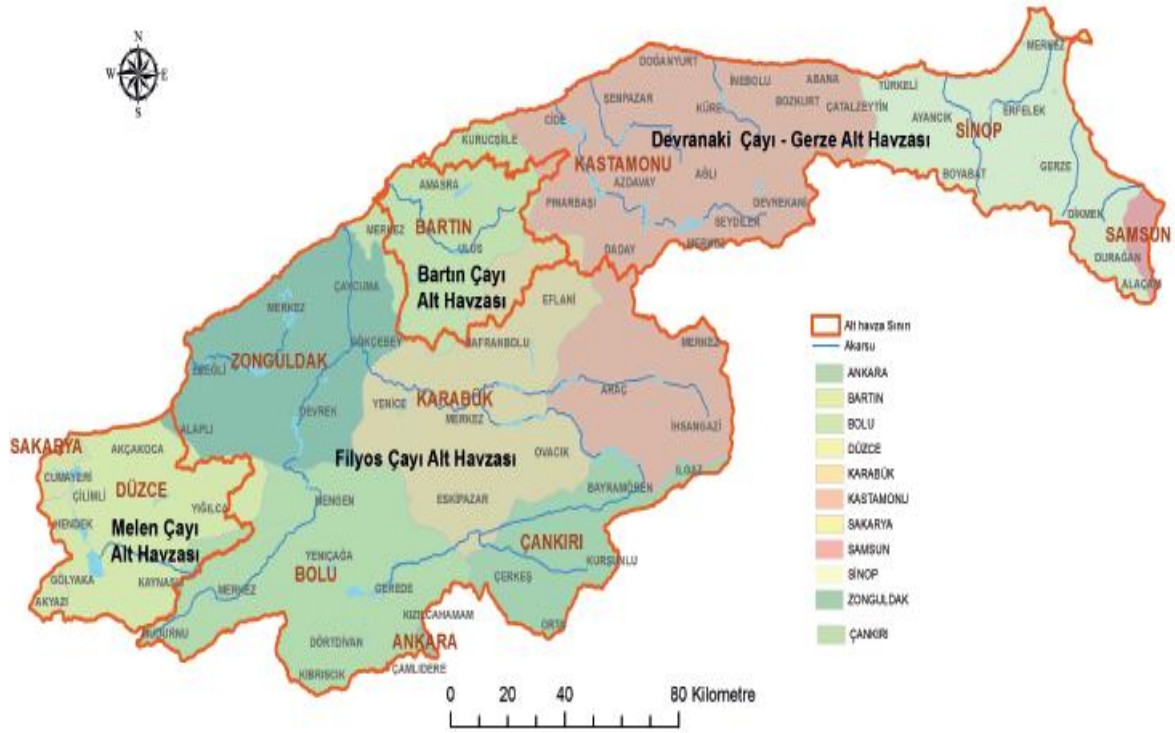 N
W E
S
DOĞANYURT
İNEBOLU
ABANA
ŞENPAZAR
KÜRE
BOZKURT
ÇATALZEYTİN
CİDE
KURUCŞİLE
TÜRKELİ
MERKEZ
AYANCIK
ERFELEK
SİNOP
Devranaki Çayı - Gerze Alt Havzası
KASTAMONU
AZDAVAY
AĞLI
BOYABAT
GERZE
AMASRA
PINARBAŞI
DEVREKANİ
SEYDİLER
DİKMEN
SAMSUN
BARTIN
MERKEZ
ULUS
DADAY
MERKEZ
DURAĞAN
ALAÇAM
Bartın Çayı
Alt Havzası
ÇAYCUMA
EFLANİ
MERKEZ
GÖKÇEBEY
SAFRANBOLU
MERKEZ
EREĞLİ
ZONGULDAK
YENİCE
KARABÜK
MERKEZ
ARAÇ
İHSANGAZİ
DEVREK
ALAPLI
SAKARYA
AKÇAKOCA
Filyos Çayı Alt Havzası
OVACIK
ILGAZ
CUMAYERİ
ÇİLİMLİ
DÜZCE
YIĞILCA
MENGEN
ESKİPAZAR
BAYRAMÖREN
HENDEK
Melen Çayı
Alt Havzası
ÇANKIRI
KURŞUNLU
YENİÇAĞA
BOLU
GEREDE
ÇERKEŞ
GÖLYAKA
KAYNAŞLI
MERKEZ
AKYAZI
MUDURNU
KIZILCAHAMAM
ORTA
DÖRTDİVAN
ANKARA
KIBRISCIK
ÇAMLIDERE
Alt havza Sınırı
Akarsu
ANKARA
BARTIN
BOLU
DÜZCE
KARABÜK
KASTAMONU
SAKARYA
SAMSUN
SİNOP
ZONGULDAK
ÇANKIRI
0 20 40 80 Kilometre